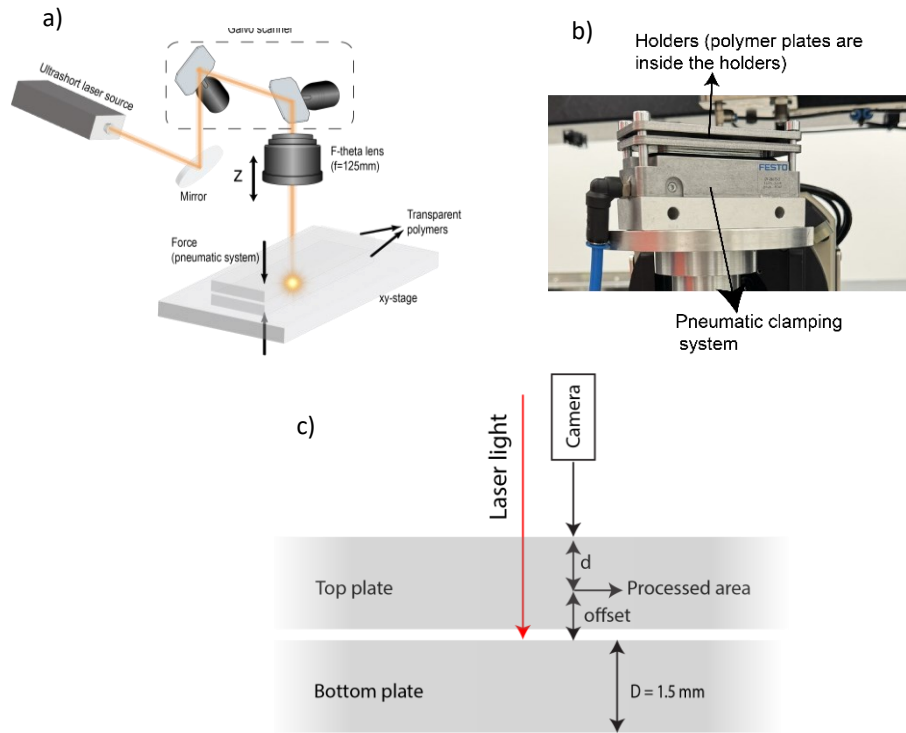 a)
Galvo scanner
Ultrashort laser source
Mirror
Z
F-theta lens
(f=125mm)
Transparent
polymers
Force
(pneumatic system)
xy-stage
b)
Holders (polymer plates are
inside the holders)
FESTO
Pneumatic clamping
system
c)
Laser light
Camera
d
Top plate
Processed area
offset
Bottom plate
D = 1.5 mm